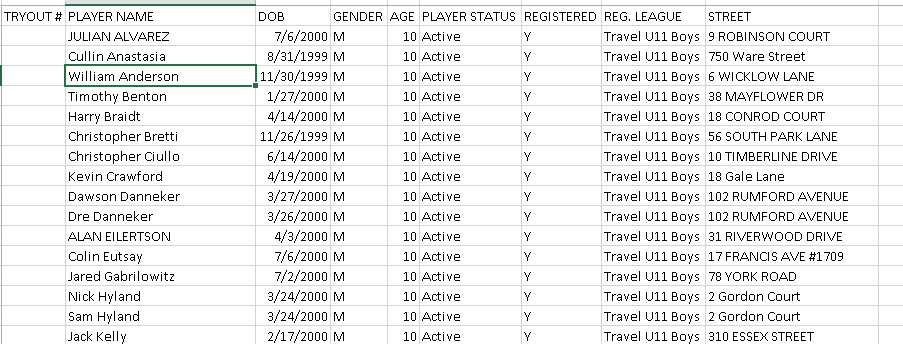 TRYOUT # PLAYER NAME DOB GENDER AGE PLAYER STATUS REGISTERED REG. LEAGUE STREET
JULIAN ALVAREZ 7/6/2000 M 10 Active Y Travel U11 Boys 9 ROBINSON COURT
Cullin Anastasia 8/31/1999 M 10 Active Y Travel U11 Boys 750 Ware Street
William Anderson 11/30/1999 M 10 Active Y Travel U11 Boys 6 WICKLOW LANE
Timothy Benton 1/27/2000 M 10 Active Y Travel U11 Boys 38 MAYFLOWER DR
Harry Braidt 4/14/2000 M 10 Active Y Travel U11 Boys 18 CONROD COURT
Christopher Bretti 11/26/1999 M 10 Active Y Travel U11 Boys 56 SOUTH PARK LANE
Christopher Ciullo 6/14/2000 M 10 Active Y Travel U11 Boys 10 TIMBERLINE DRIVE
Kevin Crawford 4/19/2000 M 10 Active Y Travel U11 Boys 18 Gale Lane
Dawson Danneker 3/27/2000 M 10 Active Y Travel U11 Boys 102 RUMFORD AVENUE
Dre Danneker 3/26/2000 M 10 Active Y Travel U11 Boys 102 RUMFORD AVENUE
ALAN EILERTSON 4/3/2000 M 10 Active Y Travel U11 Boys 31 RIVERWOOD DRIVE
Colin Eutsay 7/6/2000 M 10 Active Y Travel U11 Boys 17 FRANCIS AVE #1709
Jared Gabrilowitz 7/2/2000 M 10 Active Y Travel U11 Boys 78 YORK ROAD
Nick Hyland 3/24/2000 M 10 Active Y Travel U11 Boys 2 Gordon Court
Sam Hyland 3/24/2000 M 10 Active Y Travel U11 Boys 2 Gordon Court
Jack Kelly 2/17/2000 M 10 Active Y Travel U11 Boys 310 ESSEX STREET